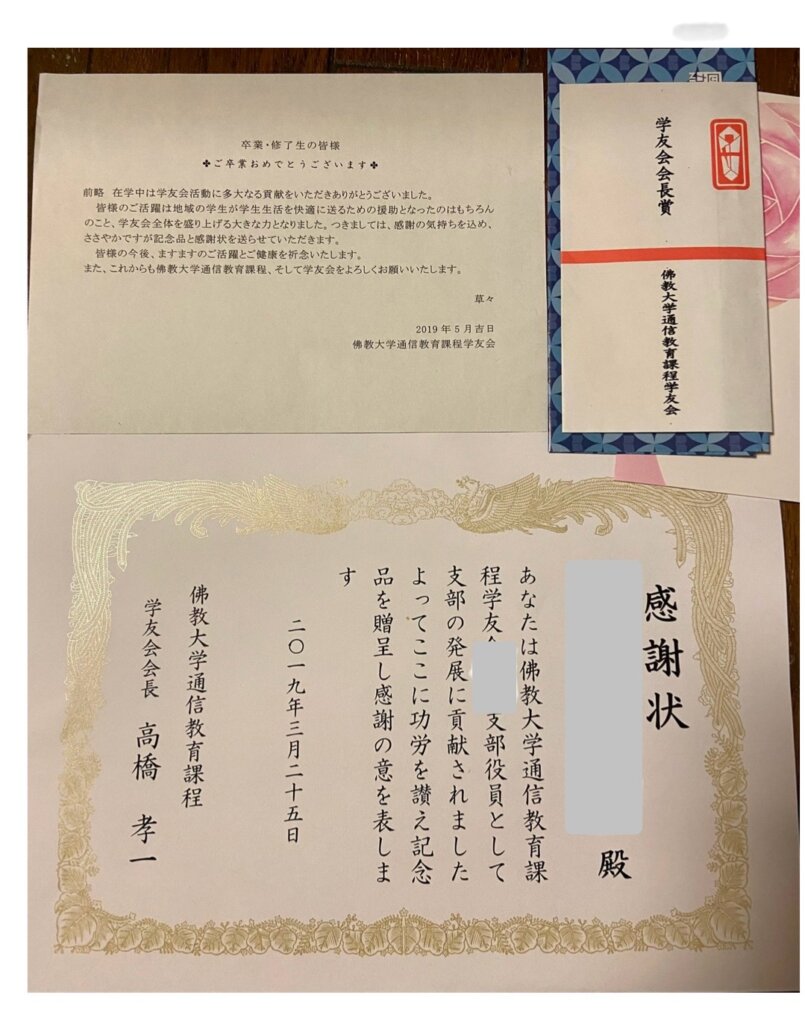 卒業・修了生の皆様
✤ご卒業おめでとうございます✤
前略　在学中は学友会活動に多大なる貢献をいただきありがとうございました。
皆様のご活躍は地域の学生が学生生活を快適に送るための援助となったのはもちろん
のこと、学友会全体を盛り上げる大きな力となりました。つきましては、感謝の気持ちを込め、
ささやかですが記念品と感謝状を送らせていただきます。
皆様の今後、ますますのご活躍とご健康を祈念いたします。
また、これからも佛教大学通信教育課程、そして学友会をよろしくお願いいたします。
草々
2019年5月吉日
佛教大学通信教育課程学友会
学友会会長賞
佛教大学通信教育課程学友会
感謝状
殿
あなたは佛教大学通信教育課
程学友会支部役員として
支部の発展に貢献されました
よってここに功労を讃え記念
品を贈呈し感謝の意を表しま
す
二〇一九年三月二十五日
佛教大学通信教育課程
学友会会長　高橋　孝一